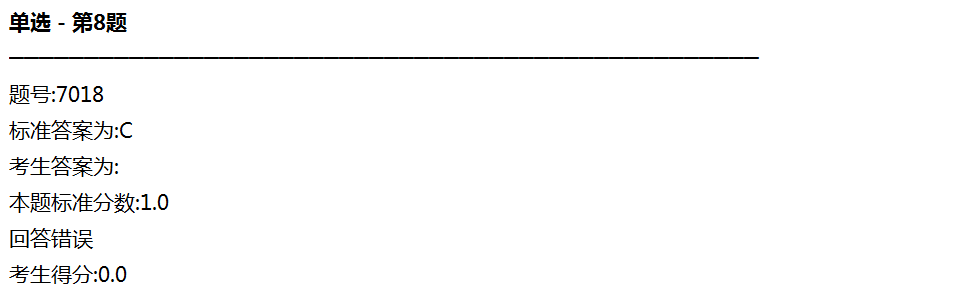 单选 - 第8题
题号:7018
标准答案为:C
考生答案为:
本题标准分数:1.0
回答错误
考生得分:0.0